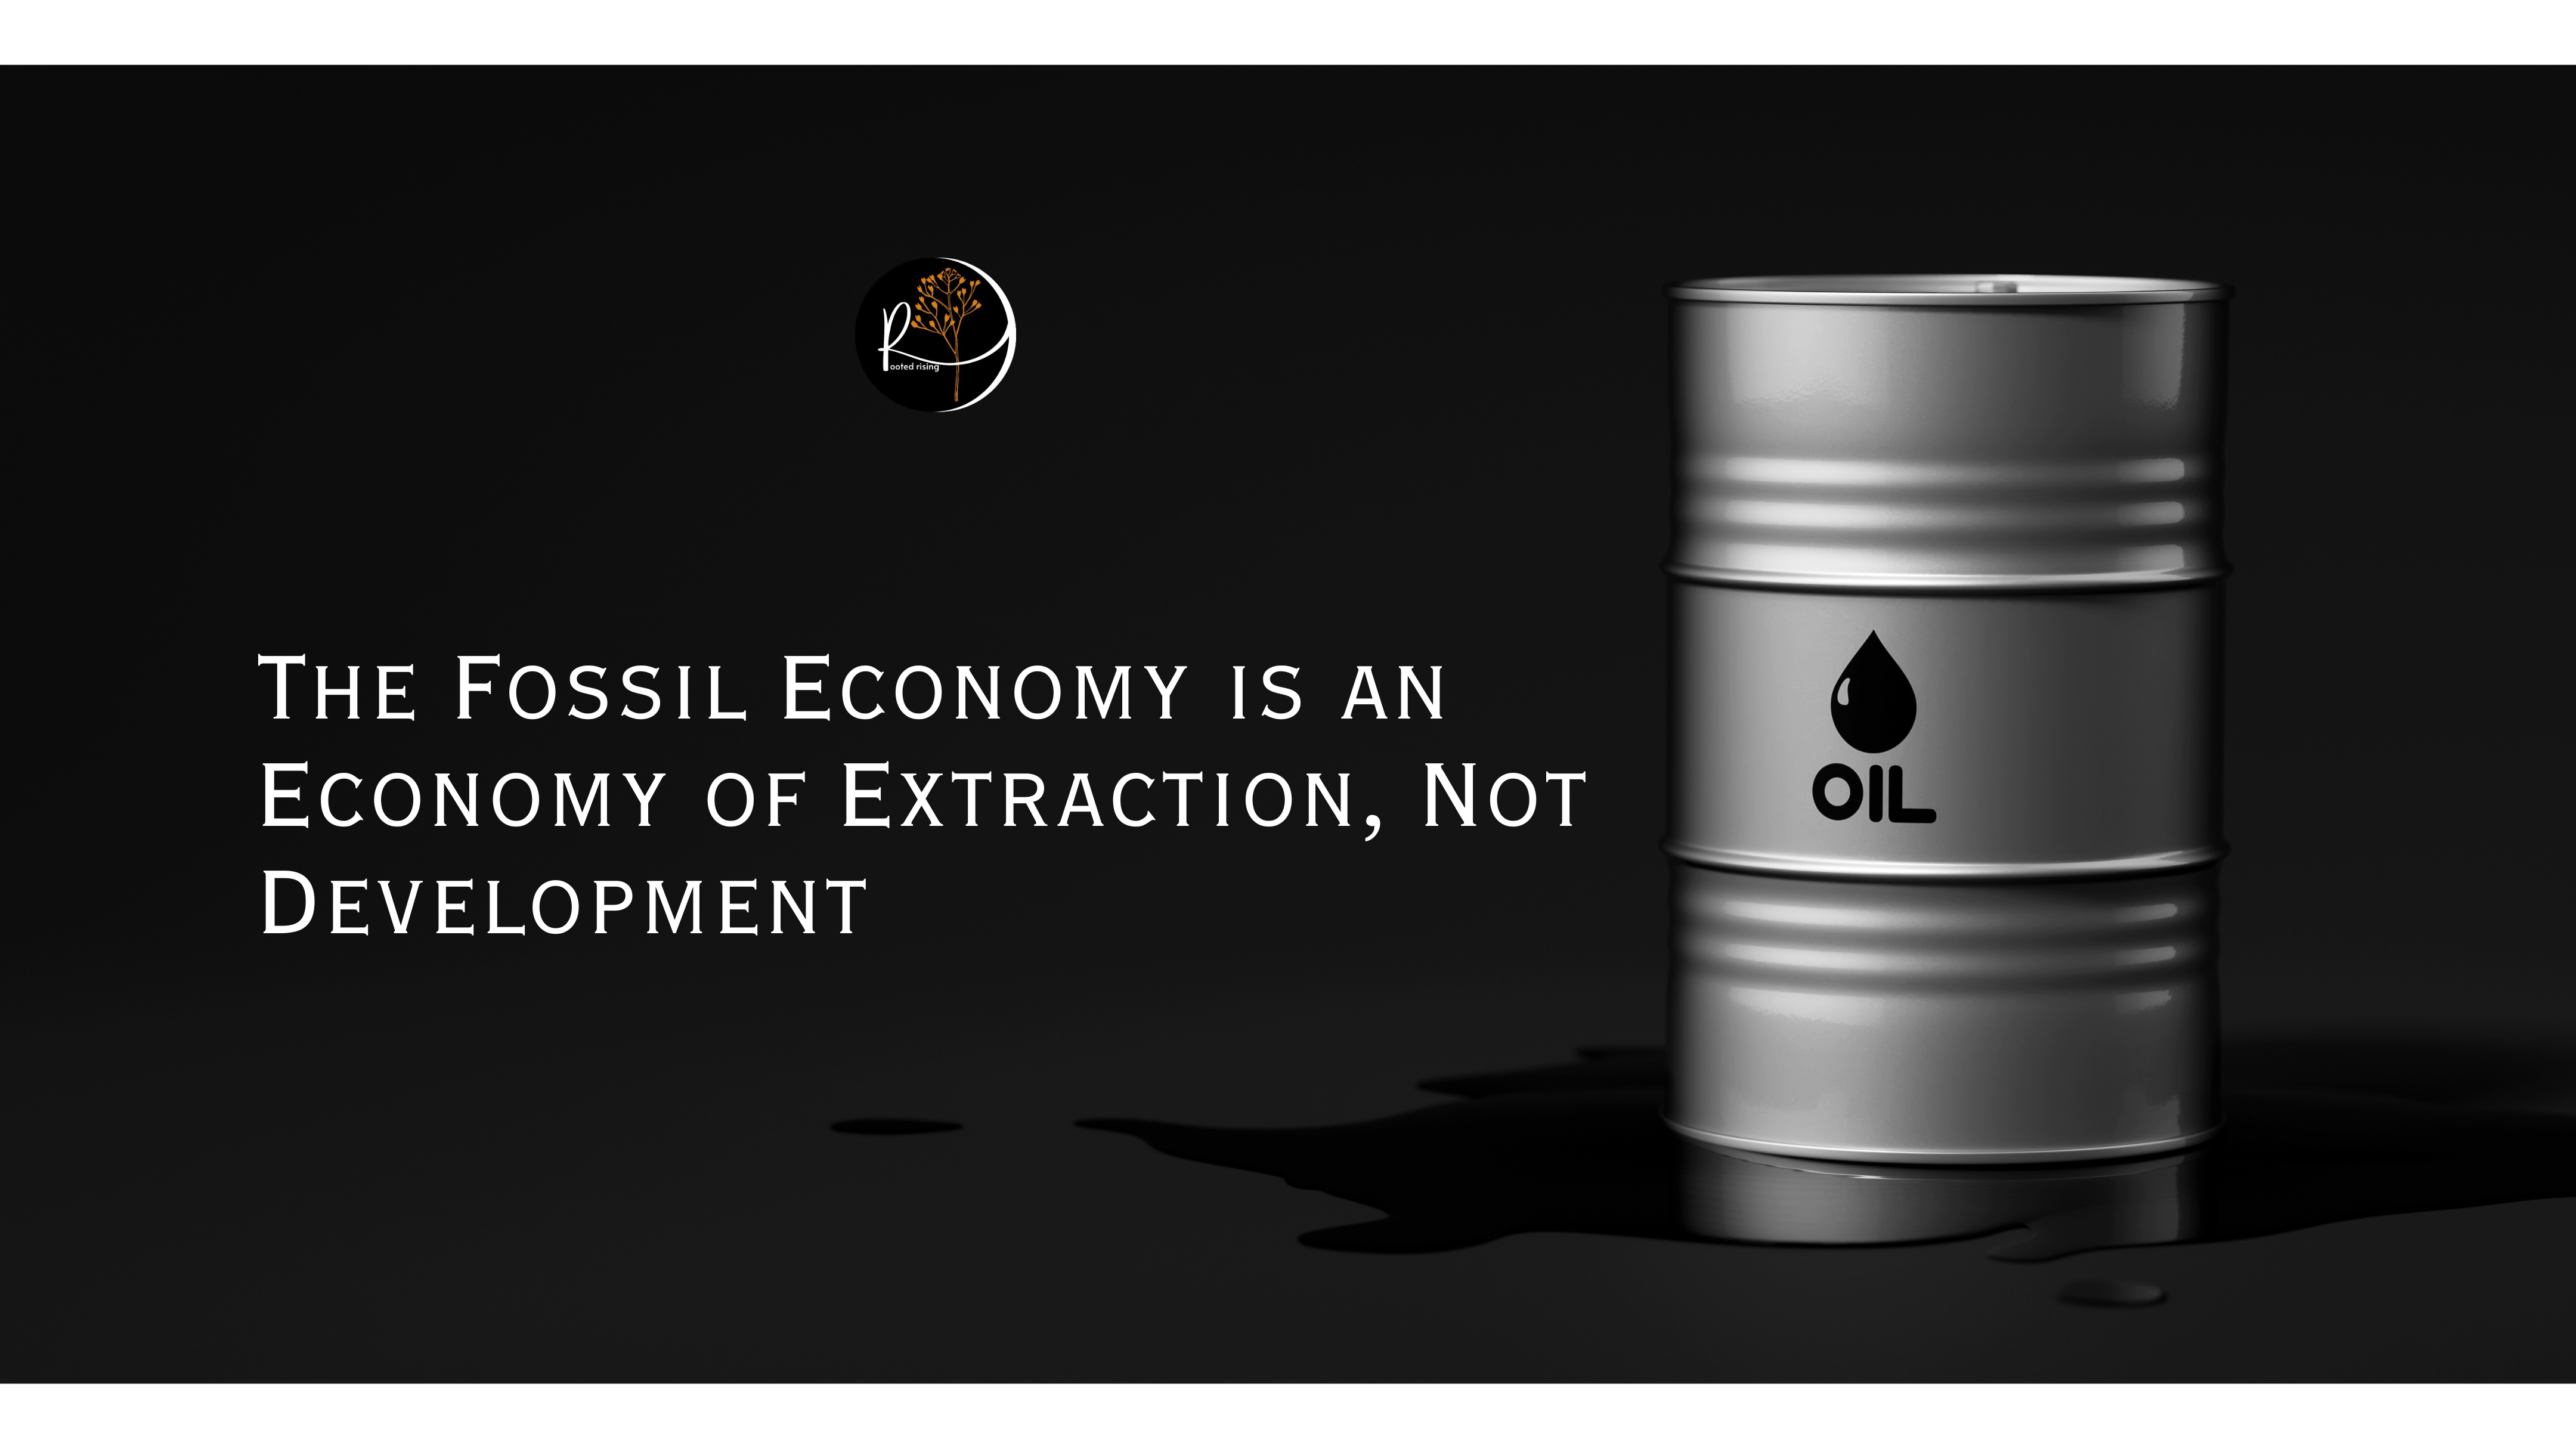 Rooted rising
The Fossil Economy is an
Economy of Extraction, Not
Development
OIL